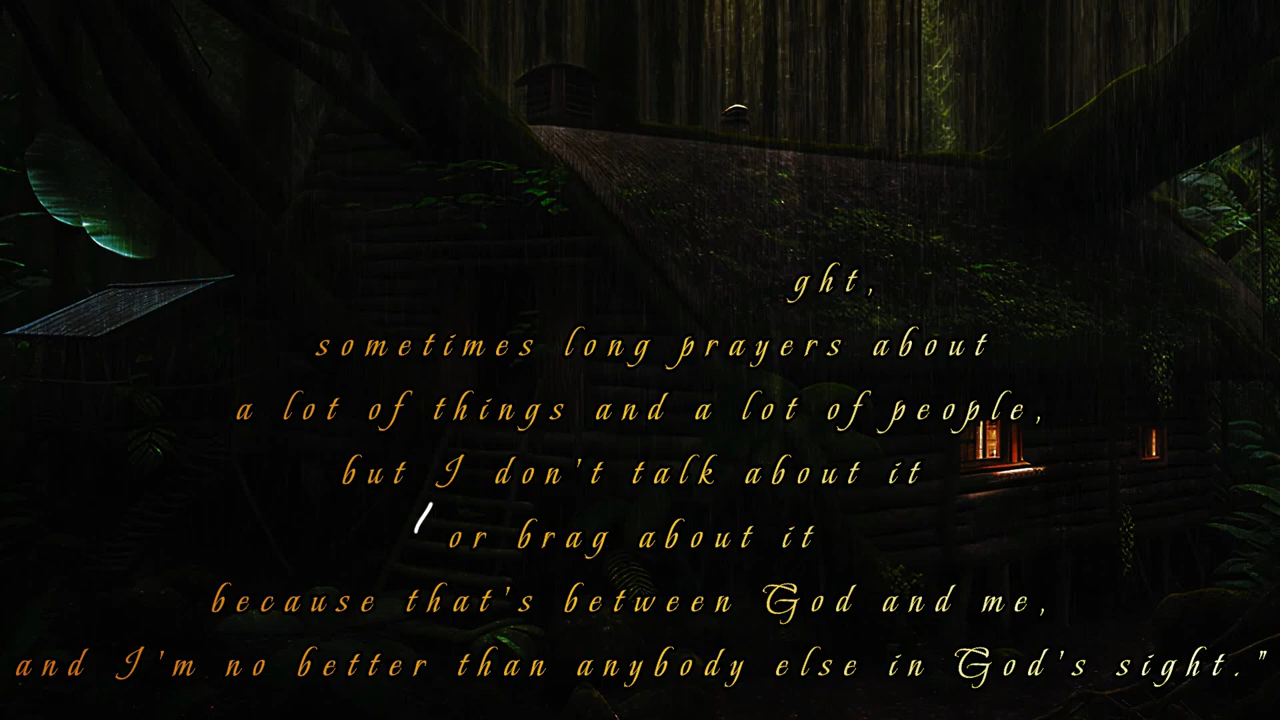 ght,
sometimes long prayers about
a lot of things and a lot of people,
but I don't talk about it
or brag about it
because that's between God and me,
and I'm no better than anybody else in God's sight."